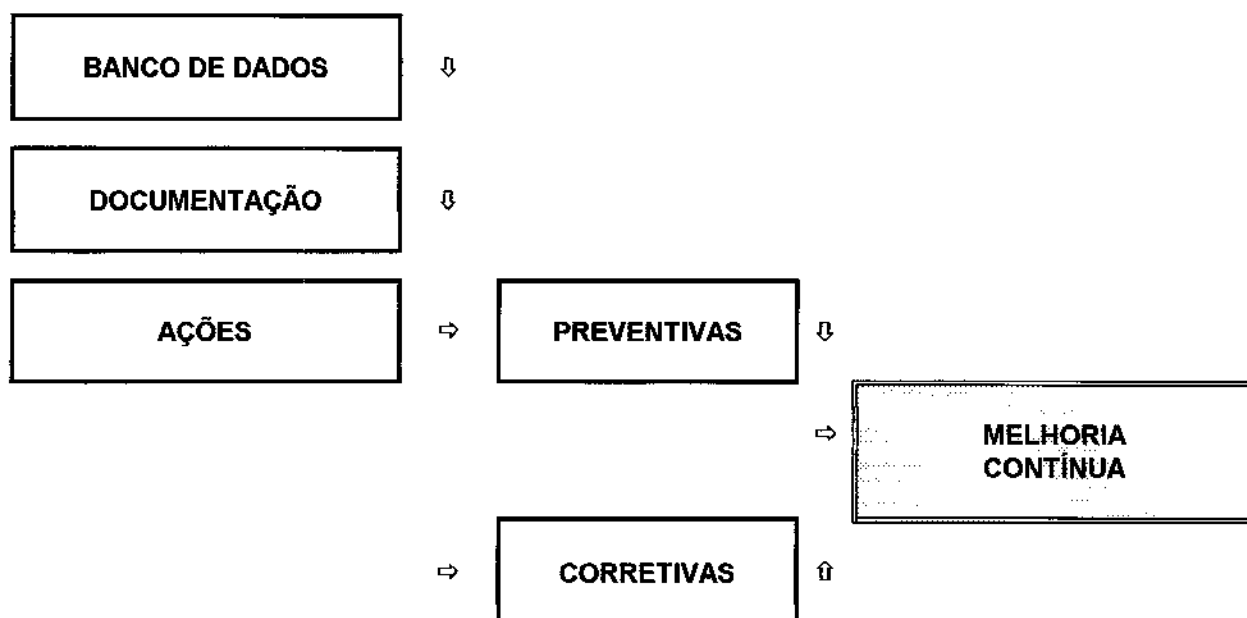 BANCO DE DADOS
DOCUMENTAÇÃO
AÇÕES
PREVENTIVAS
MELHORIA
CONTÍNUA
CORRETIVAS